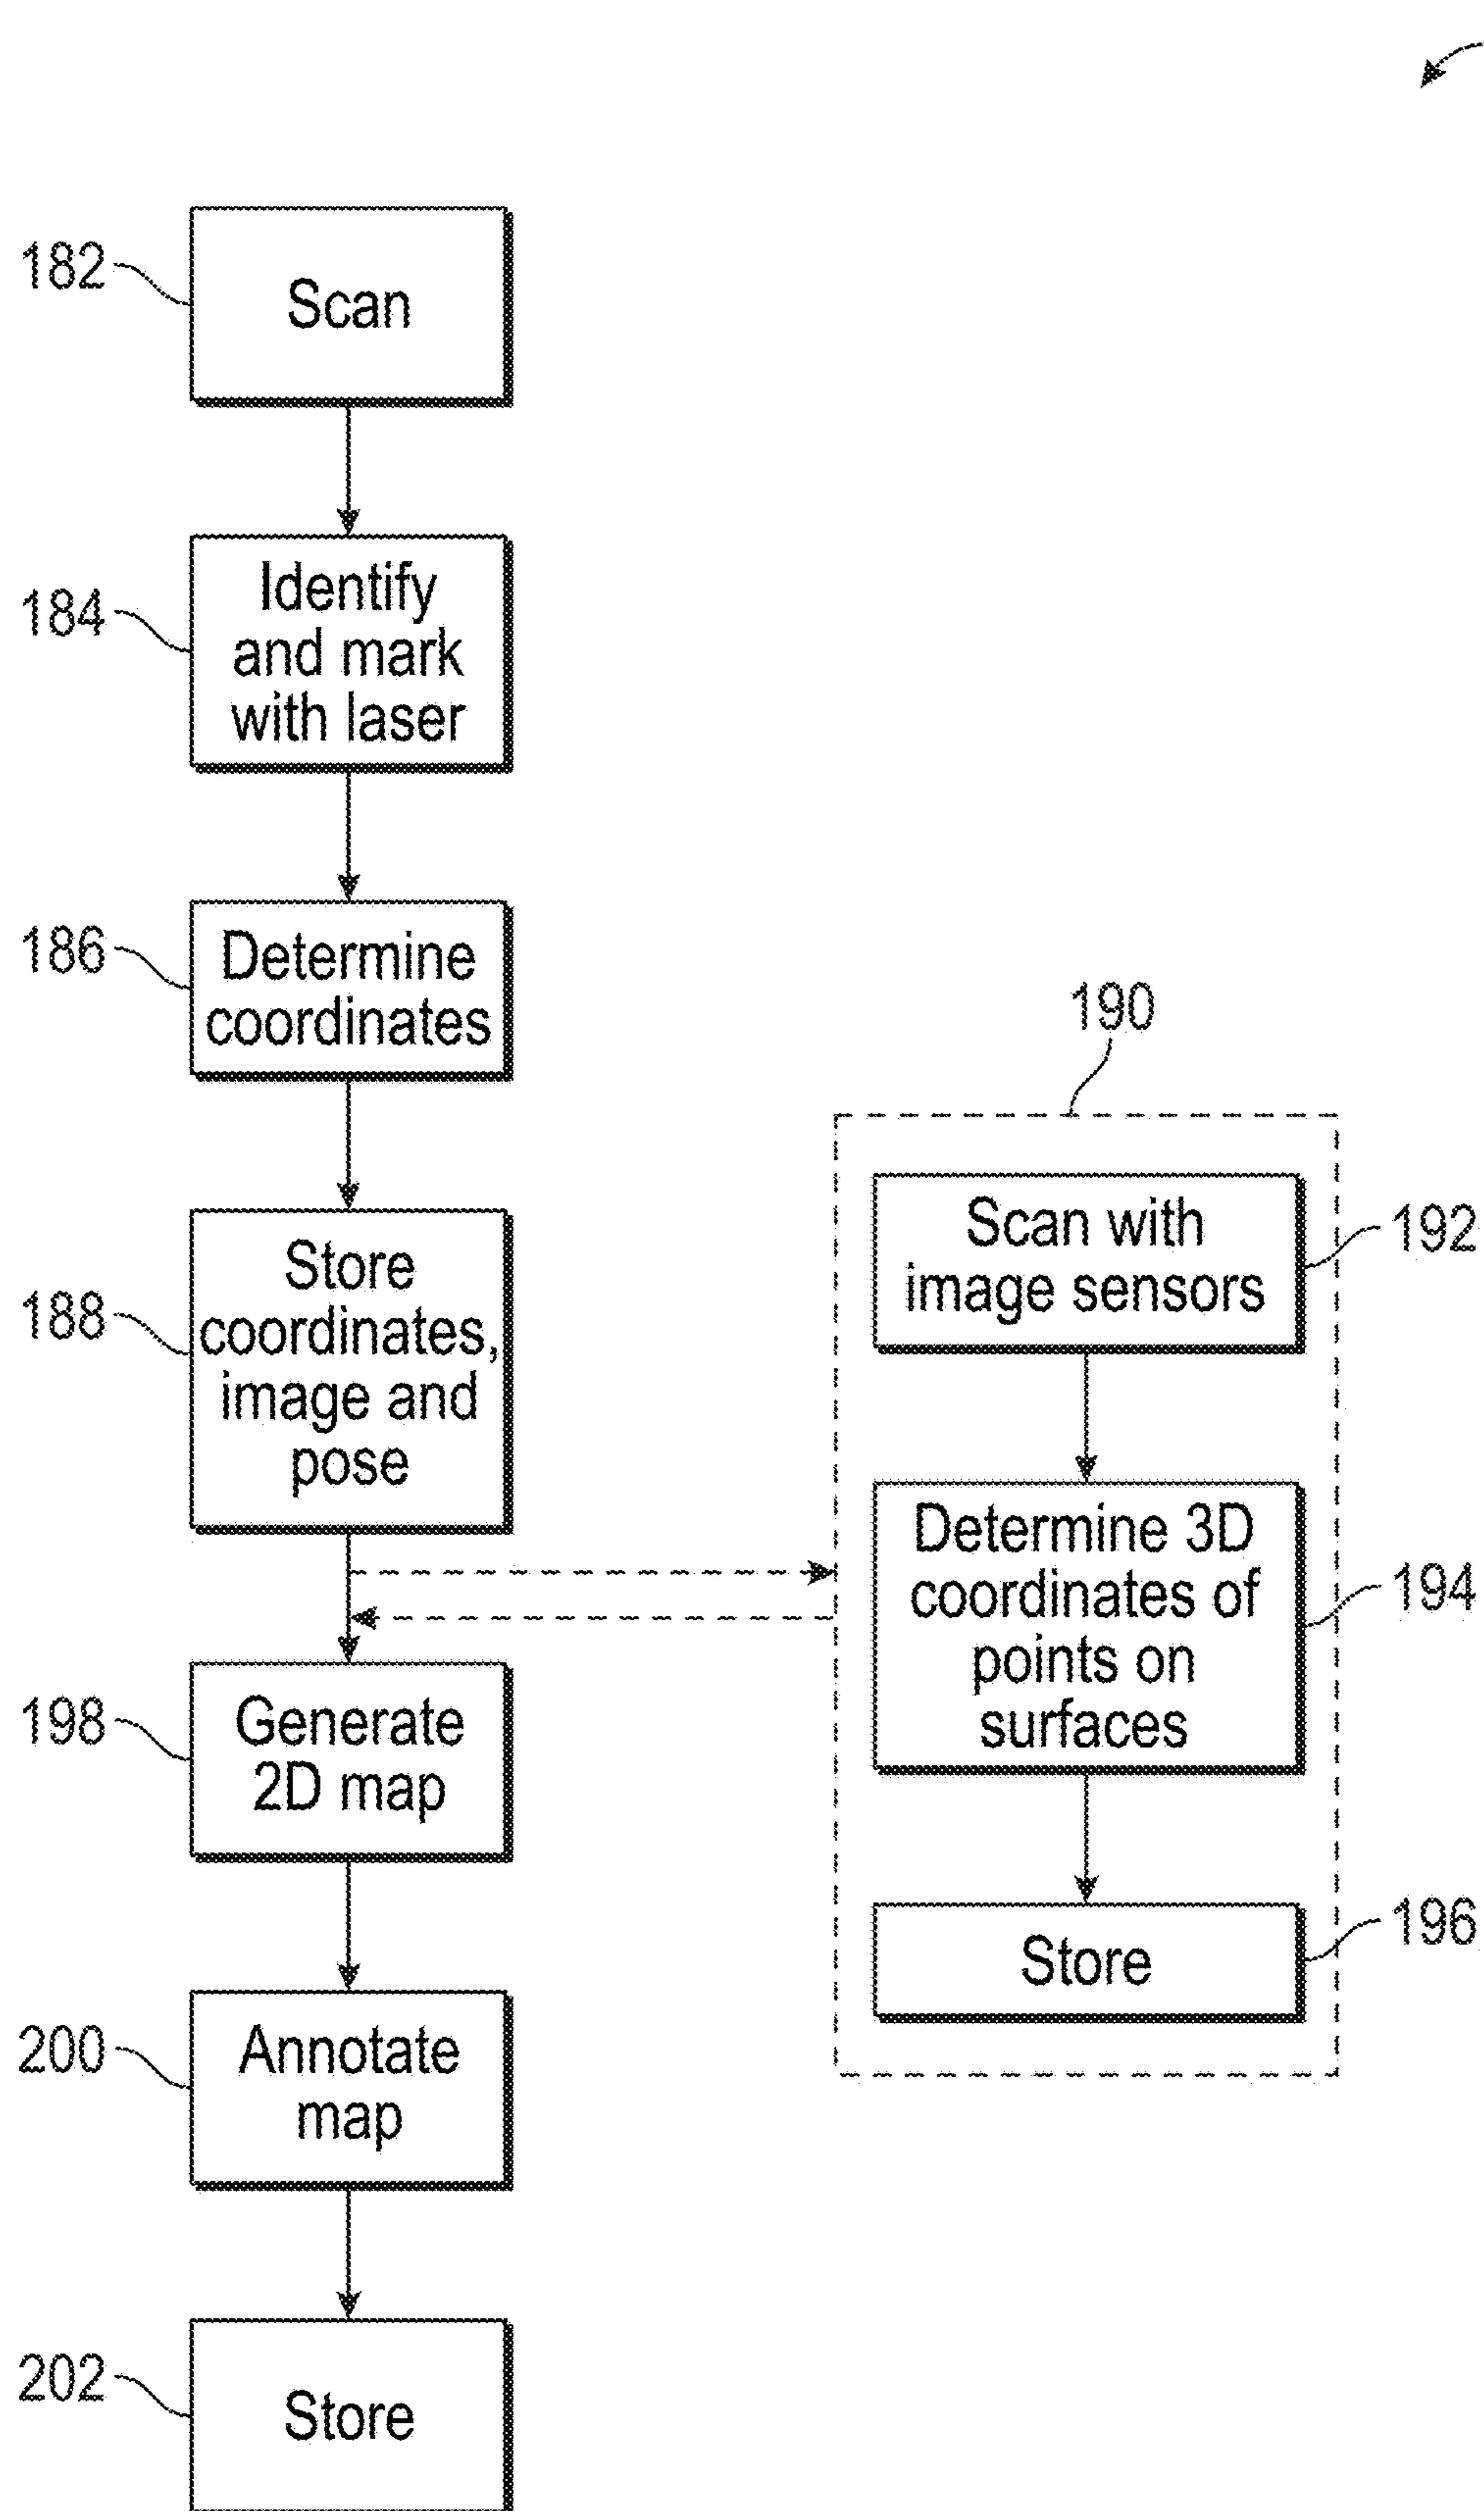 182
Scan
184
Identify
and mark
with laser
186
Determine
coordinates
188
Store
coordinates,
image and
pose
190
192
Scan with
image sensors
194
Determine 3D
coordinates of
points on
surfaces
196
Store
198
Generate
2D map
200
Annotate
map
202
Store